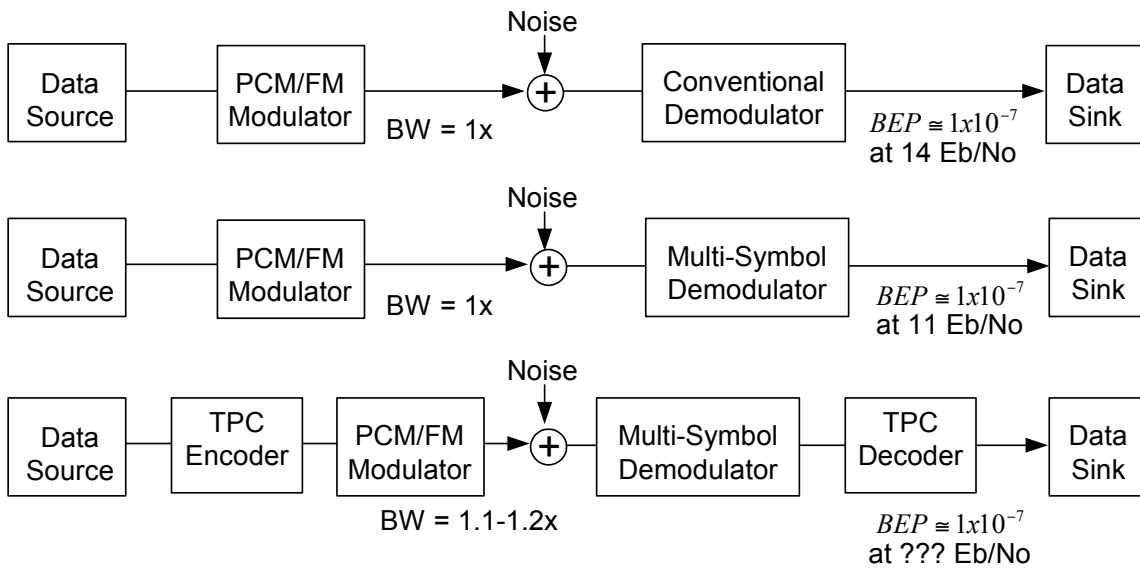 Noise
Data
Source
PCM/FM
Modulator
BW = 1x
+
Conventional
Demodulator
BEP ≅ 1x10⁻⁷
at 14 Eb/No
Data
Sink
Noise
Data
Source
PCM/FM
Modulator
BW = 1x
+
Multi-Symbol
Demodulator
BEP ≅ 1x10⁻⁷
at 11 Eb/No
Data
Sink
Noise
Data
Source
TPC
Encoder
PCM/FM
Modulator
BW = 1.1-1.2x
+
Multi-Symbol
Demodulator
TPC
Decoder
BEP ≅ 1x10⁻⁷
at ??? Eb/No
Data
Sink